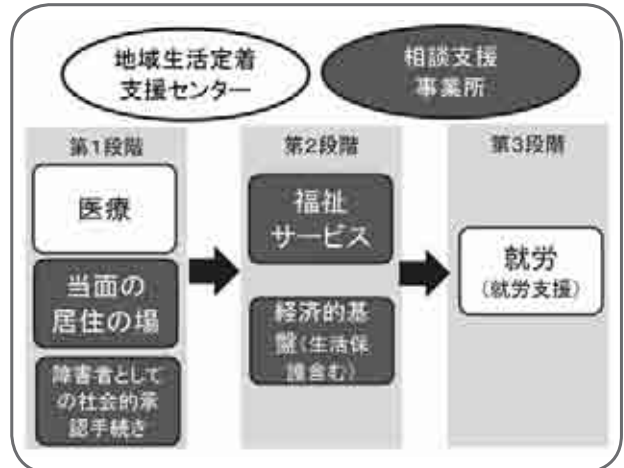 地域生活定着
支援センター
相談支援
事業所
第1段階
医療
当面の
居住の場
障害者として
の社会的承
認手続き
第2段階
福祉
サービス
経済的基
盤(生活保
護含む)
第3段階
就労
(就労支援)